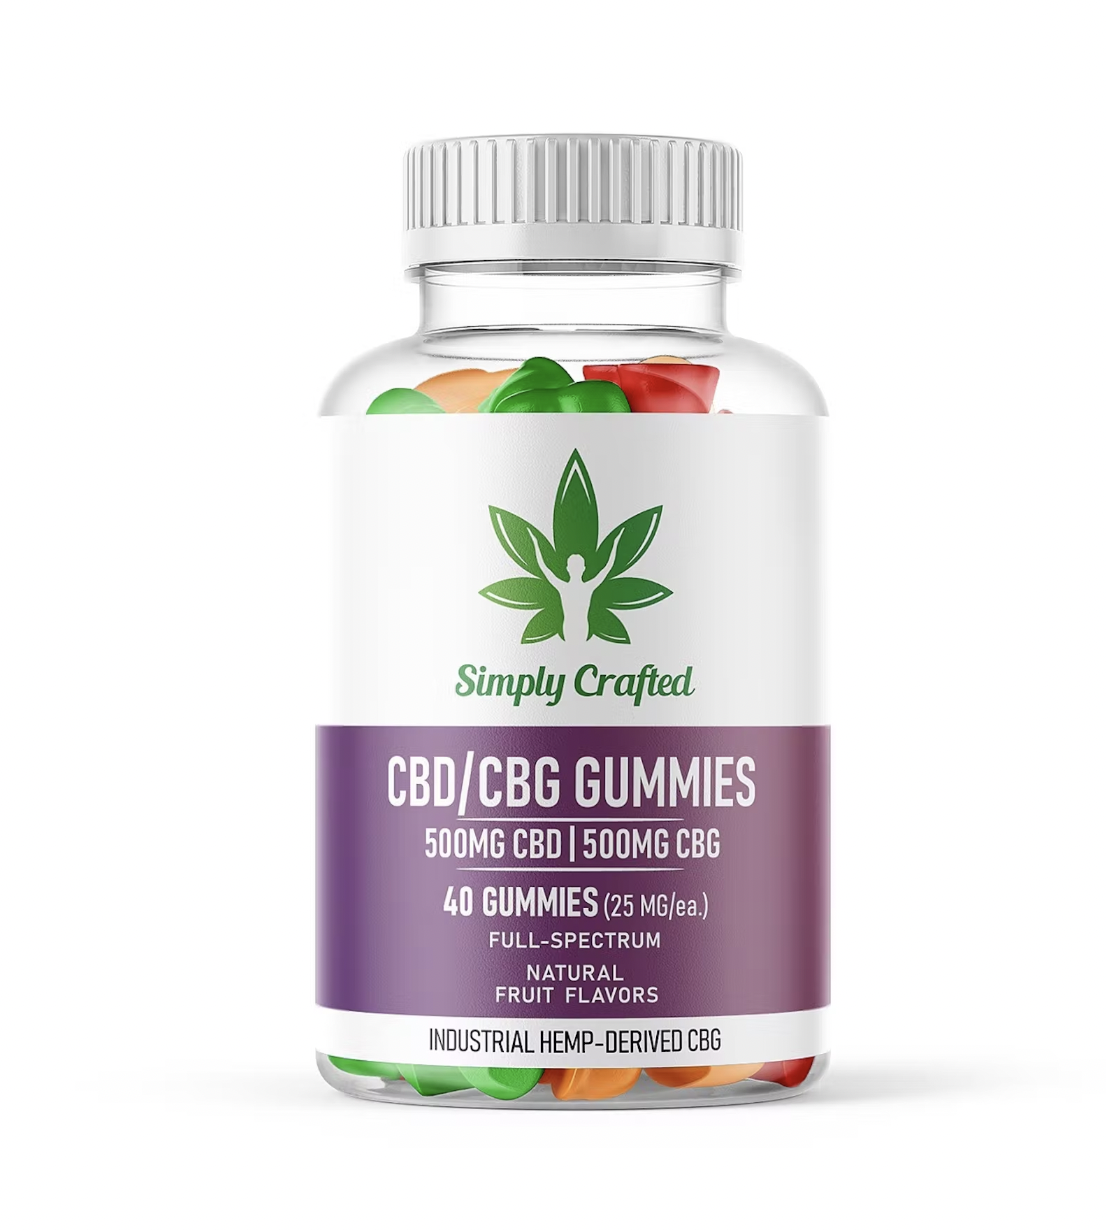 Simply Crafted
CBD/CBG GUMMIES
500MG CBD | 500MG CBG
40 GUMMIES (25 MG/ea.)
FULL-SPECTRUM
NATURAL
FRUIT FLAVORS
INDUSTRIAL HEMP-DERIVED CBG